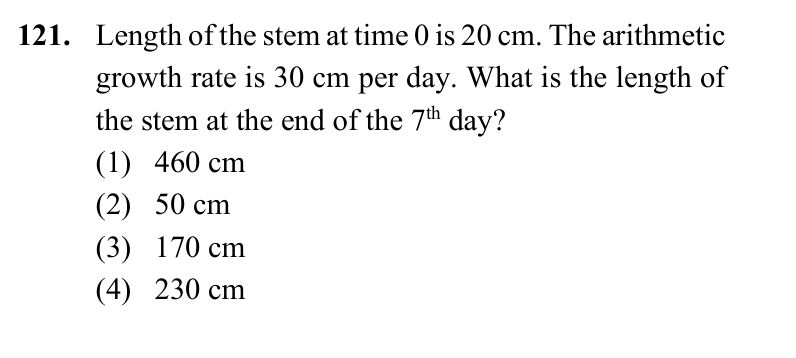 121. Length of the stem at time 0 is 20 cm. The arithmetic
growth rate is 30 cm per day. What is the length of
the stem at the end of the 7th day?
(1) 460 cm
(2) 50 cm
(3) 170 cm
(4) 230 cm